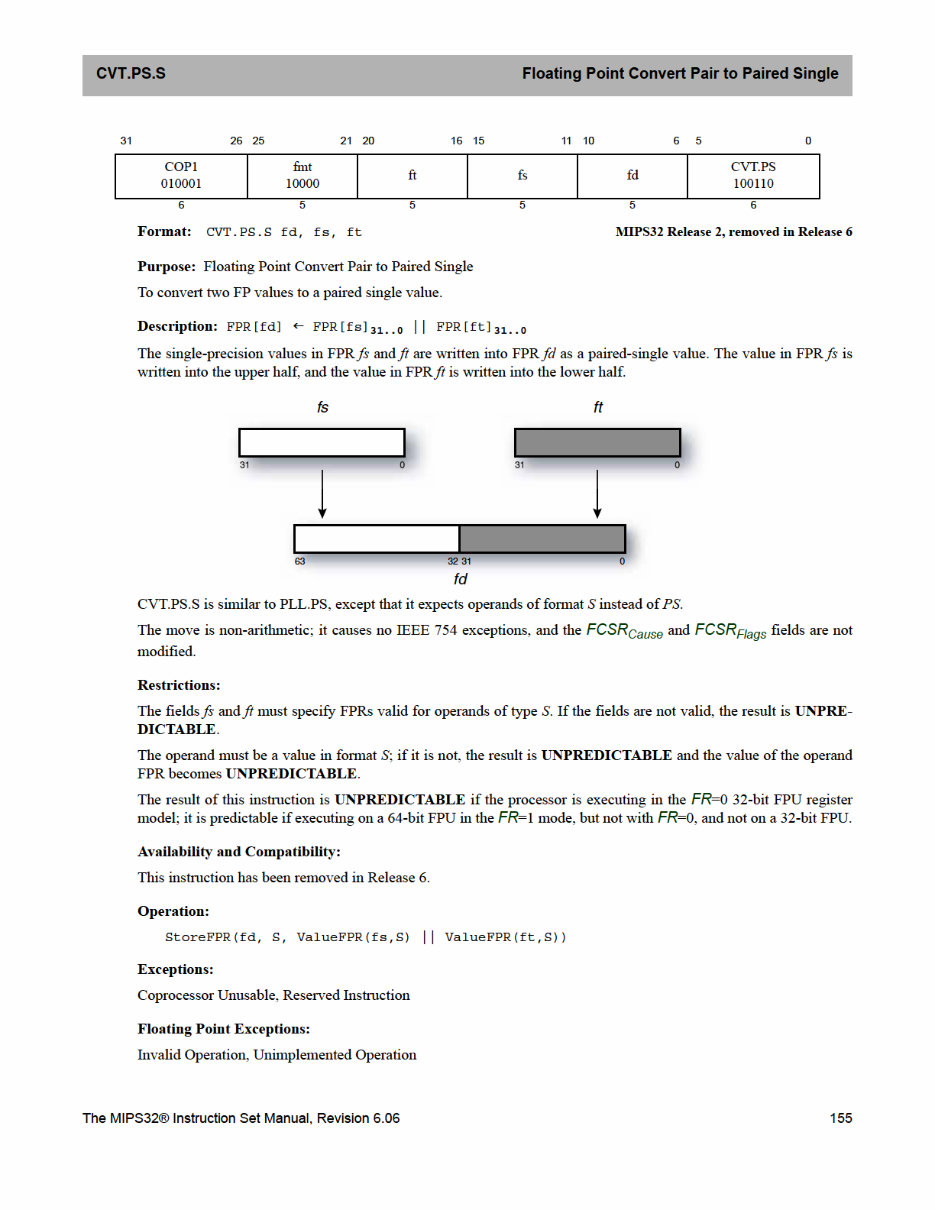 CVT.PS.S Floating Point Convert Pair to Paired Single
31 26 25 21 20 16 15 11 10 6 5 0
COP1 fmt ft fs fd CVT.PS
010001 10000 100110
6 5 5 5 5 6
Format: CVT.PS.S fd, fs, ft MIPS32 Release 2, removed in Release 6
Purpose: Floating Point Convert Pair to Paired Single
To convert two FP values to a paired single value.
Description: FPR[fd] ← FPR[fs]31..0 || FPR[ft]31..0
The single-precision values in FPR fs and ft are written into FPR fd as a paired-single value. The value in FPR fs is
written into the upper half, and the value in FPR ft is written into the lower half.
fs ft
31 0 31 0
63 32 31 0
fd
CVT.PS.S is similar to PLL.PS, except that it expects operands of format S instead of PS.
The move is non-arithmetic; it causes no IEEE 754 exceptions, and the FCSRCause and FCSRFlags fields are not
modified.
Restrictions:
The fields fs and ft must specify FPRs valid for operands of type S. If the fields are not valid, the result is UNPRE-
DICTABLE.
The operand must be a value in format S; if it is not, the result is UNPREDICTABLE and the value of the operand
FPR becomes UNPREDICTABLE.
The result of this instruction is UNPREDICTABLE if the processor is executing in the FR=0 32-bit FPU register
model; it is predictable if executing on a 64-bit FPU in the FR=1 mode, but not with FR=0, and not on a 32-bit FPU.
Availability and Compatibility:
This instruction has been removed in Release 6.
Operation:
StoreFPR(fd, S, ValueFPR(fs,S) || ValueFPR(ft,S))
Exceptions:
Coprocessor Unusable, Reserved Instruction
Floating Point Exceptions:
Invalid Operation, Unimplemented Operation
The MIPS32® Instruction Set Manual, Revision 6.06 155